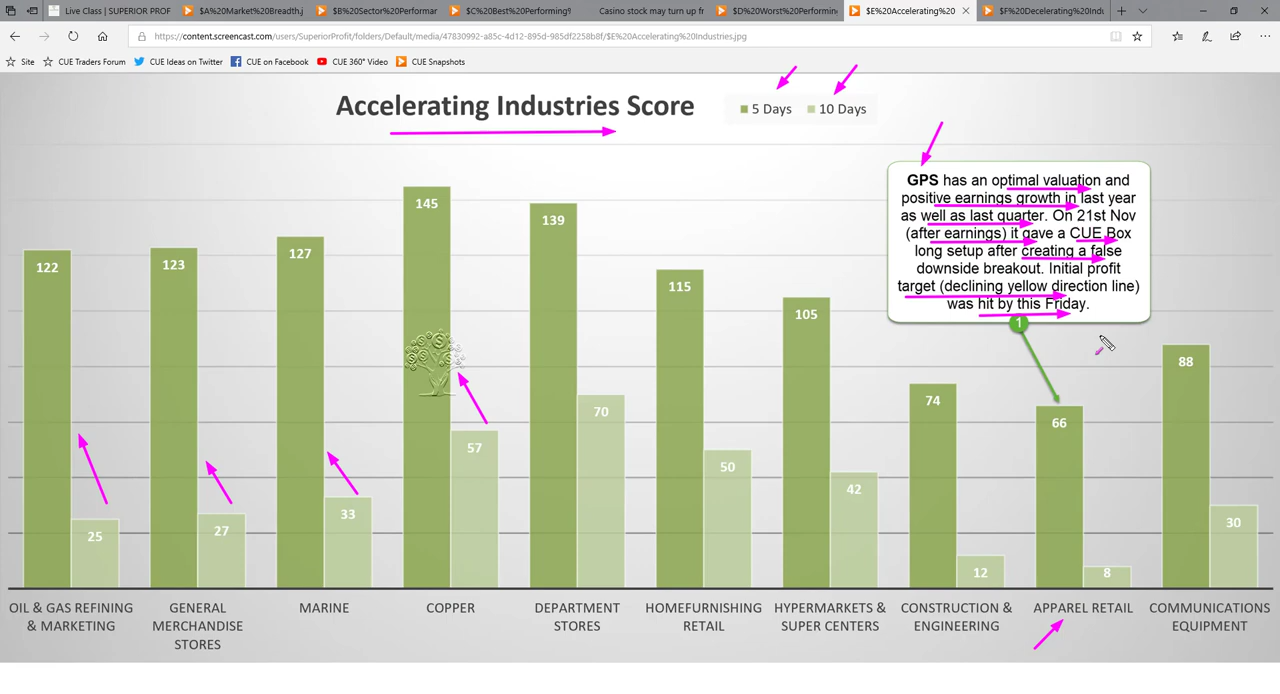 Live Class | SUPERIOR PROF
$A%20Market%20Breadth.j
$B%20Sector%20Performar
$C%20Best%20Performing%
Casino stock may turn up fr
$D%20Worst%20Performing
$E%20Accelerating%20
$F%20Decelerating%20Indu
https://content.screencast.com/users/SuperiorProfit/folders/Default/media/47830992-a85c-4d12-895d-985df2258b8f/$E%20Accelerating%20Industries.jpg
Site
CUE Traders Forum
CUE Ideas on Twitter
CUE on Facebook
CUE 360° Video
CUE Snapshots
Accelerating Industries Score
5 Days
10 Days
GPS has an optimal valuation and
positive earnings growth in last year
as well as last quarter. On 21st Nov
(after earnings) it gave a CUE Box
long setup after creating a false
downside breakout. Initial profit
target (declining yellow direction line)
was hit by this Friday.
1
122
25
123
27
127
33
145
57
139
70
115
50
105
42
74
12
66
8
88
30
OIL & GAS REFINING
& MARKETING
GENERAL
MERCHANDISE
STORES
MARINE
COPPER
DEPARTMENT
STORES
HOMEFURNISHING
RETAIL
HYPERMARKETS &
SUPER CENTERS
CONSTRUCTION &
ENGINEERING
APPAREL RETAIL
COMMUNICATIONS
EQUIPMENT